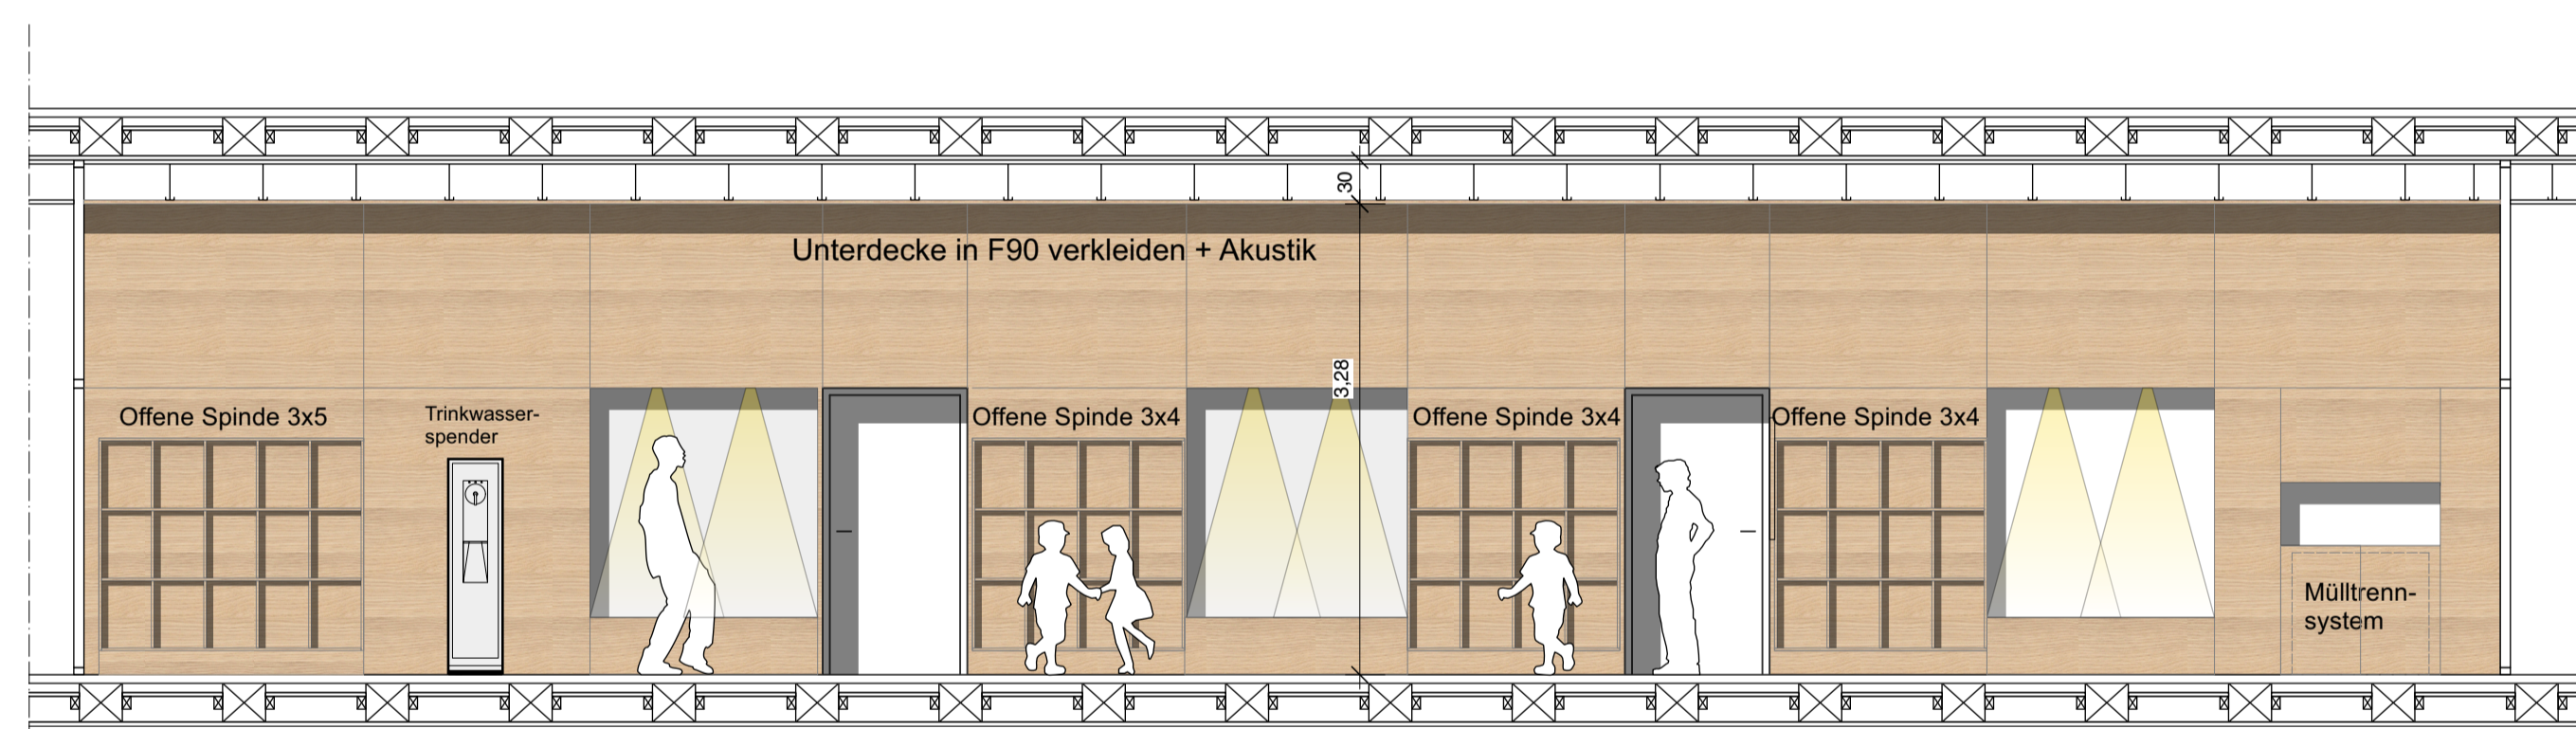 30
Unterdecke in F90 verkleiden + Akustik
3,28
Offene Spinde 3x5
Trinkwasser-
spender
Offene Spinde 3x4
Offene Spinde 3x4
Offene Spinde 3x4
Mülltrenn-
system